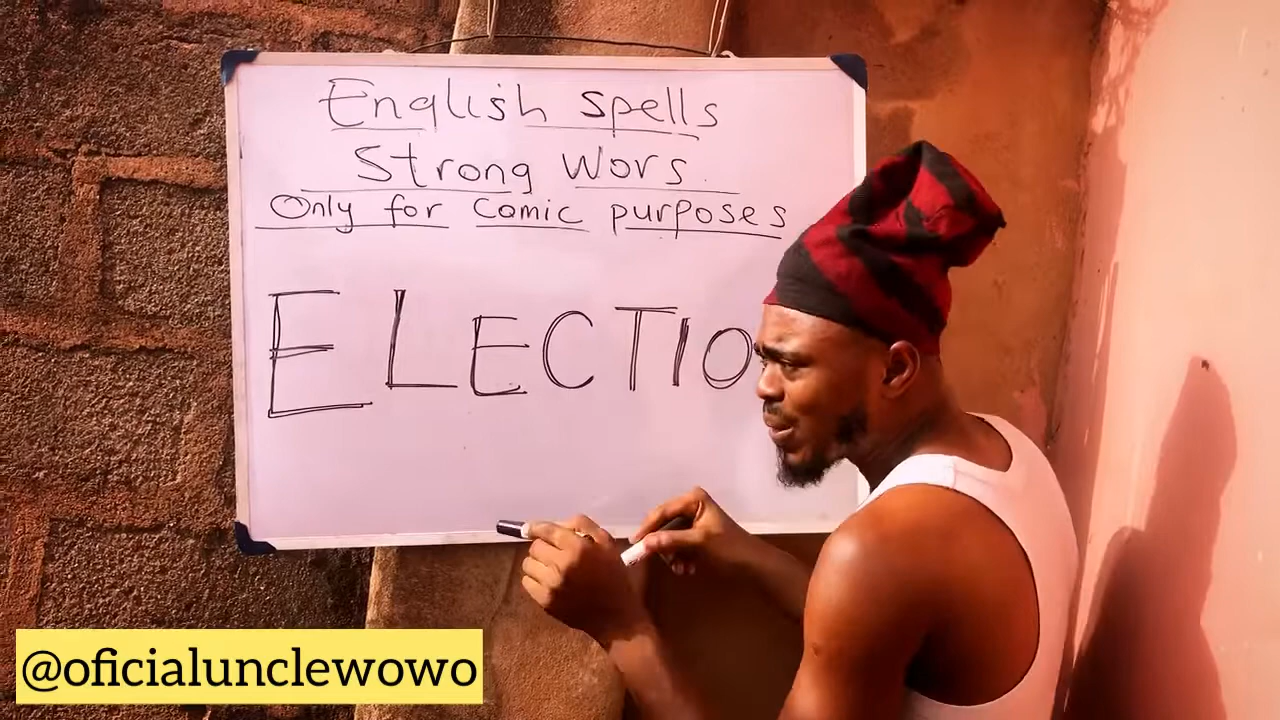 English spells
Strong Wors.
Only for Comic purposes
ELECTIO
@oficialunclewowo